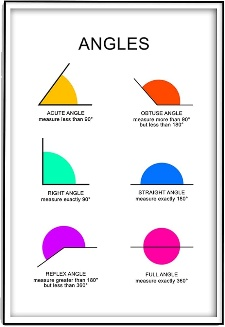 ANGLES
ACUTE ANGLE
measure less than 90°
OBTUSE ANGLE
measure more than 90°
but less than 180°
RIGHT ANGLE
measure exactly 90°
STRAIGHT ANGLE
measure exactly 180°
REFLEX ANGLE
measure greater than 180°
but less than 360°
FULL ANGLE
measure exactly 360°